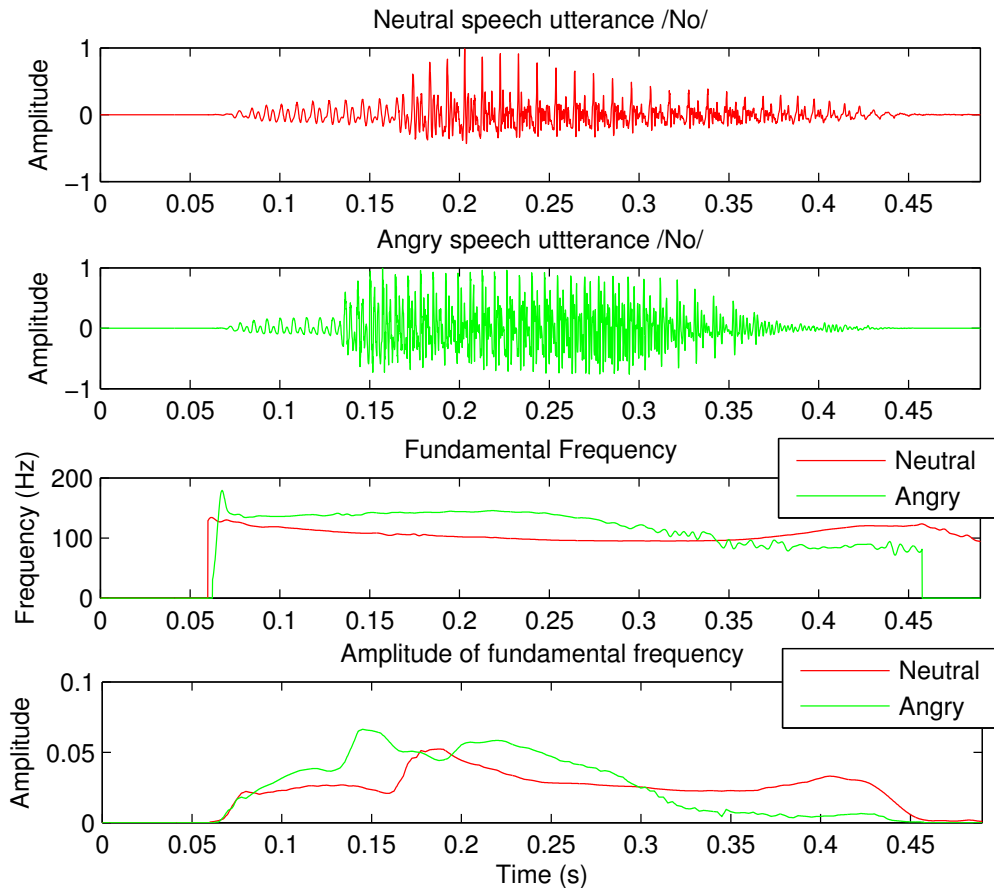 Neutral speech utterance /No/
Amplitude
1
0
−1
0 0.05 0.1 0.15 0.2 0.25 0.3 0.35 0.4 0.45
Angry speech uttterance /No/
Amplitude
1
0
−1
0 0.05 0.1 0.15 0.2 0.25 0.3 0.35 0.4 0.45
Fundamental Frequency
Frequency (Hz)
200
100
0
Neutral
Angry
0 0.05 0.1 0.15 0.2 0.25 0.3 0.35 0.4 0.45
Amplitude of fundamental frequency
Amplitude
0.1
0.05
0
Neutral
Angry
0 0.05 0.1 0.15 0.2 0.25 0.3 0.35 0.4 0.45
Time (s)